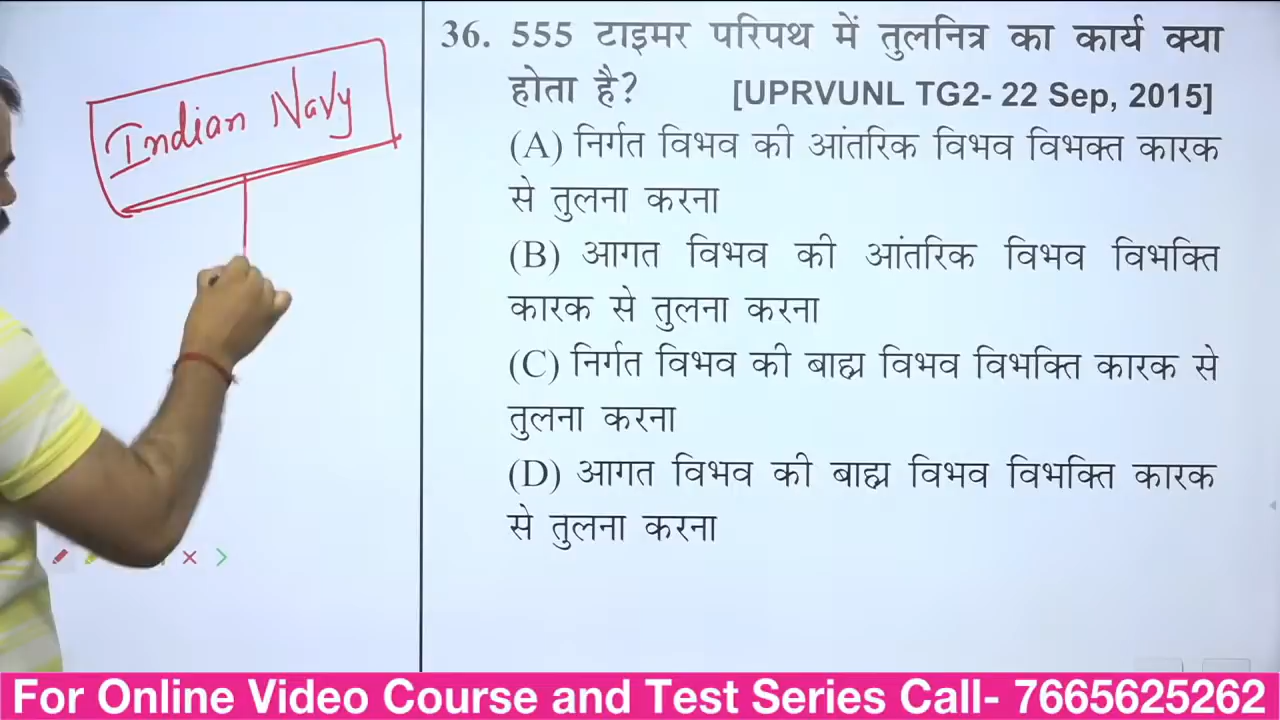 Indian Navy
36. 555 टाइमर परिपथ में तुलनित्र का कार्य क्या
होता है? [UPRVUNL TG2- 22 Sep, 2015]
(A) निर्गत विभव की आंतरिक विभव विभक्त कारक
से तुलना करना
(B) आगत विभव की आंतरिक विभव विभक्ति
कारक से तुलना करना
(C) निर्गत विभव की बाह्य विभव विभक्ति कारक से
तुलना करना
(D) आगत विभव की बाह्य विभव विभक्ति कारक
से तुलना करना
For Online Video Course and Test Series Call- 7665625262